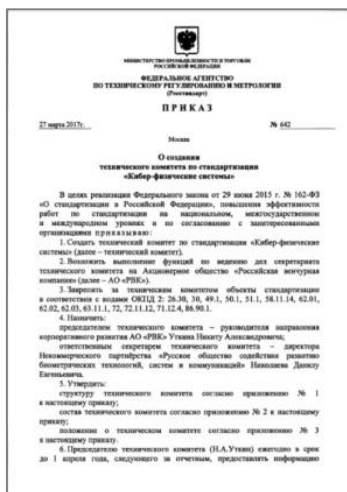 МИНИСТЕРСТВО ПРОМЫШЛЕННОСТИ И ТОРГОВЛИ
РОССИЙСКОЙ ФЕДЕРАЦИИ
ФЕДЕРАЛЬНОЕ АГЕНТСТВО
ПО ТЕХНИЧЕСКОМУ РЕГУЛИРОВАНИЮ И МЕТРОЛОГИИ
(Росстандарт)
ПРИКАЗ
27 марта 2017г. № 642
Москва
О создании
технического комитета по стандартизации
«Кибер-физические системы»
В целях реализации Федерального закона от 29 июня 2015 г. № 162-ФЗ
«О стандартизации в Российской Федерации», повышения эффективности
работ по стандартизации на национальном, межгосударственном
и международном уровнях и по согласованию с заинтересованными
организациями приказываю:
1. Создать технический комитет по стандартизации «Кибер-физические
системы» (далее – технический комитет).
2. Возложить выполнение функций по ведению дел секретариата
технического комитета на Акционерное общество «Российская венчурная
компания» (далее – АО «РВК»).
3. Закрепить за техническим комитетом объекты стандартизации
в соответствии с кодами ОКПД 2: 26.30, 30, 49.1, 50.1, 51.1, 58.11.14, 62.01,
62.02, 62.03, 63.11.1, 72, 72.11.12, 71.12.4, 86.90.1.
4. Назначить:
председателем технического комитета – руководителя направления
корпоративного развития АО «РВК» Уткина Никиту Александровича;
ответственным секретарем технического комитета – директора
Некоммерческого партнёрства «Русское общество содействия развитию
биометрических технологий, систем и коммуникаций» Николаева Данилу
Евгеньевича.
5. Утвердить:
структуру технического комитета согласно приложению № 1
к настоящему приказу;
состав технического комитета согласно приложению № 2 к настоящему
приказу;
положение о техническом комитете согласно приложению № 3
к настоящему приказу.
6. Председателю технического комитета (Н.А.Уткин) ежегодно в срок
до 1 апреля года, следующего за отчетным, предоставлять информацию